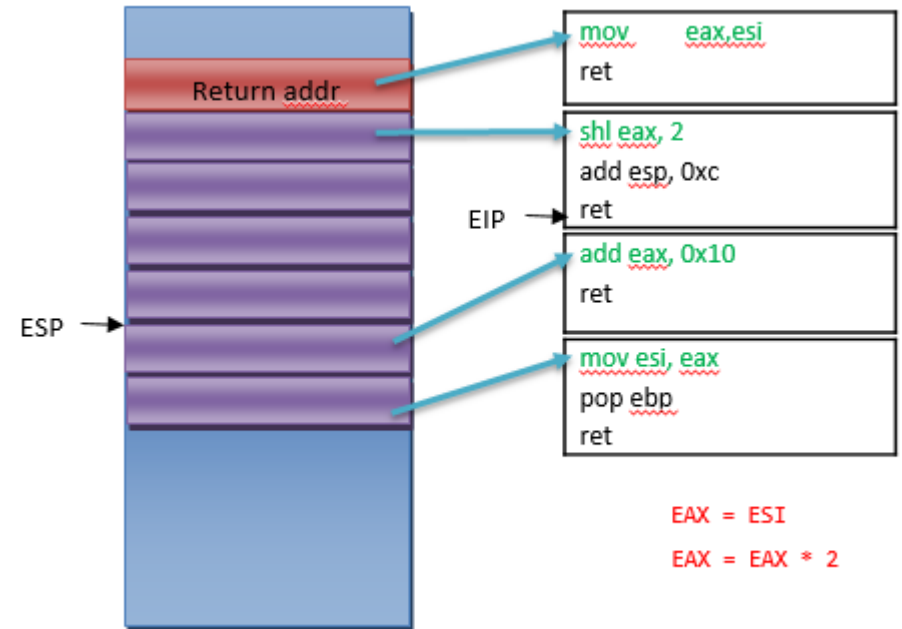 Return addr
ESP
mov eax,esi
ret
shl eax, 2
add esp, 0xc
EIP
ret
add eax, 0x10
ret
mov esi, eax
pop ebp
ret
EAX = ESI
EAX = EAX * 2